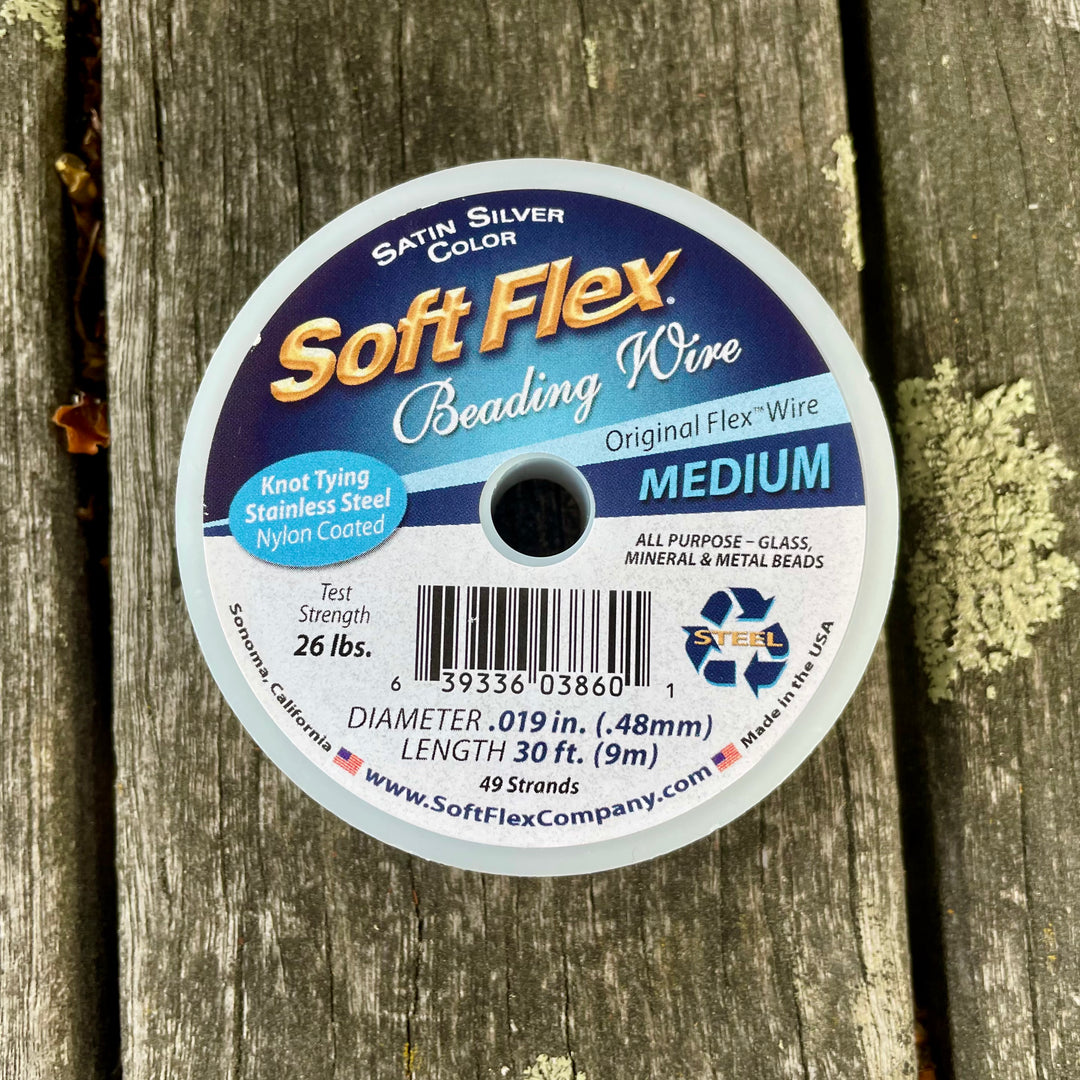 SATIN SILVER
COLOR
Soft Flex®
Beading Wire
Original Flex™ Wire
MEDIUM
Knot Tying
Stainless Steel
Nylon Coated
ALL PURPOSE – GLASS,
MINERAL & METAL BEADS
Test
Strength
26 lbs.
STEEL
6 39336 03860 1
DIAMETER .019 in. (.48mm)
LENGTH 30 ft. (9m)
49 Strands
Sonoma, California
www.SoftFlexCompany.com
Made in the USA